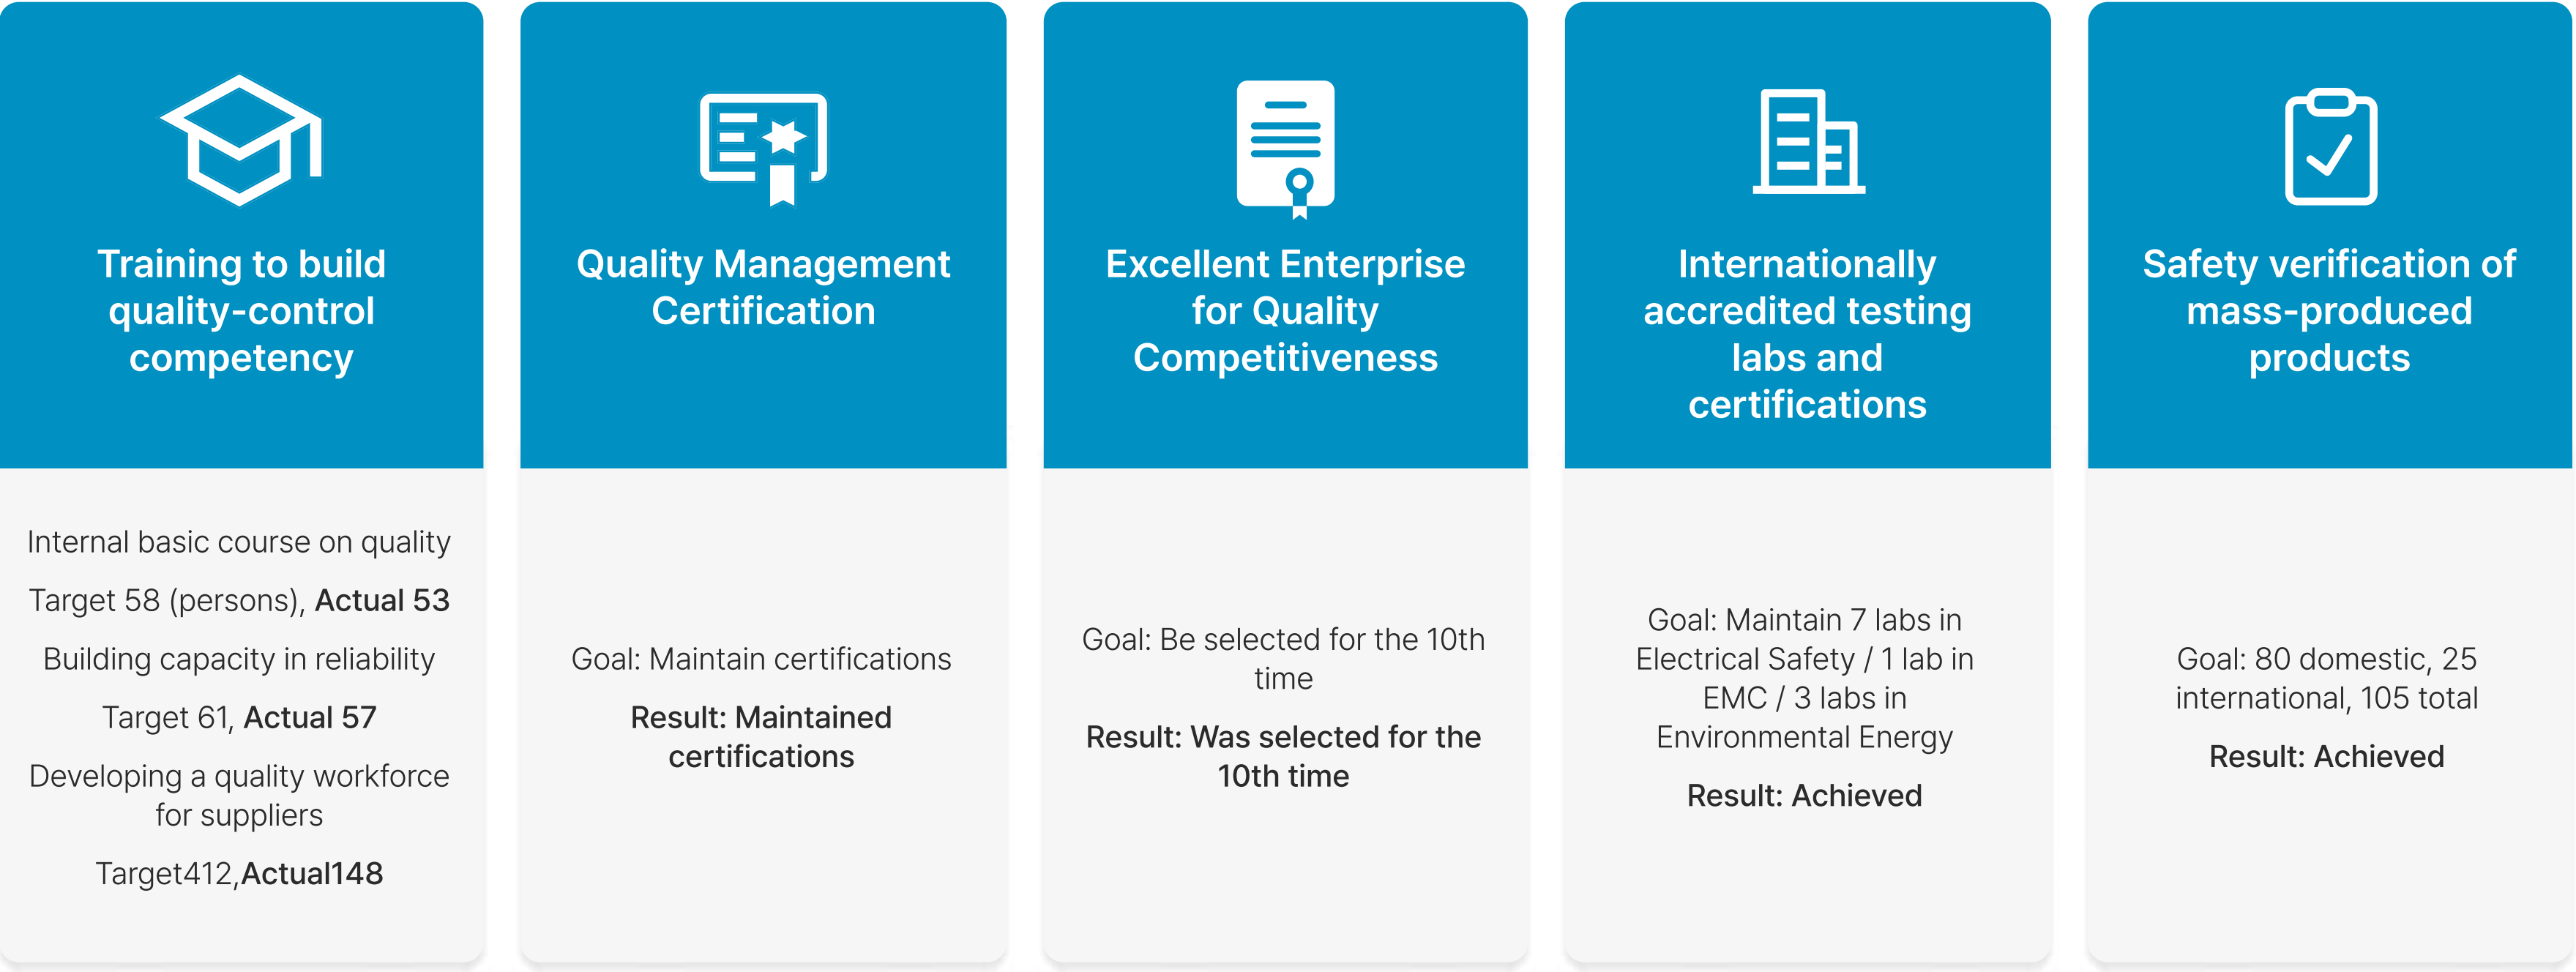 Training to build
quality-control
competency
Internal basic course on quality
Target 58 (persons), Actual 53
Building capacity in reliability
Target 61, Actual 57
Developing a quality workforce
for suppliers
Target412,Actual148
Quality Management
Certification
Goal: Maintain certifications
Result: Maintained
certifications
Excellent Enterprise
for Quality
Competitiveness
Goal: Be selected for the 10th
time
Result: Was selected for the
10th time
Internationally
accredited testing
labs and
certifications
Goal: Maintain 7 labs in
Electrical Safety / 1 lab in
EMC / 3 labs in
Environmental Energy
Result: Achieved
Safety verification of
mass-produced
products
Goal: 80 domestic, 25
international, 105 total
Result: Achieved